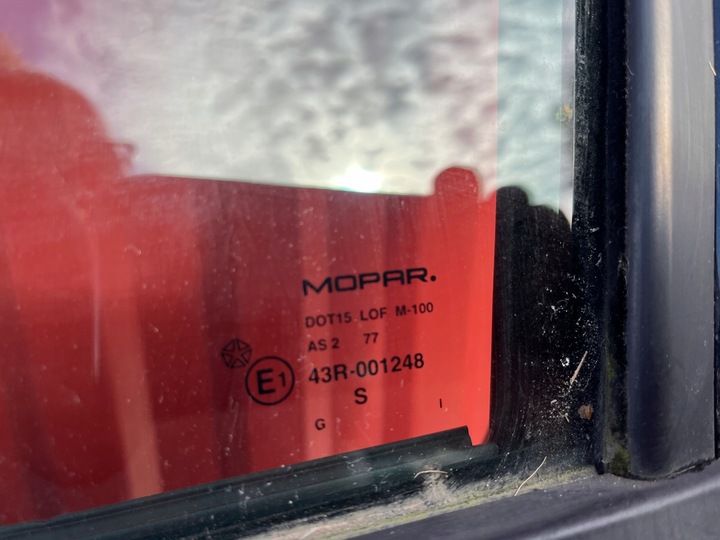 MOPAR.
DOT15 LOF M-100
AS 2 77
E1 43R-001248
S
G I